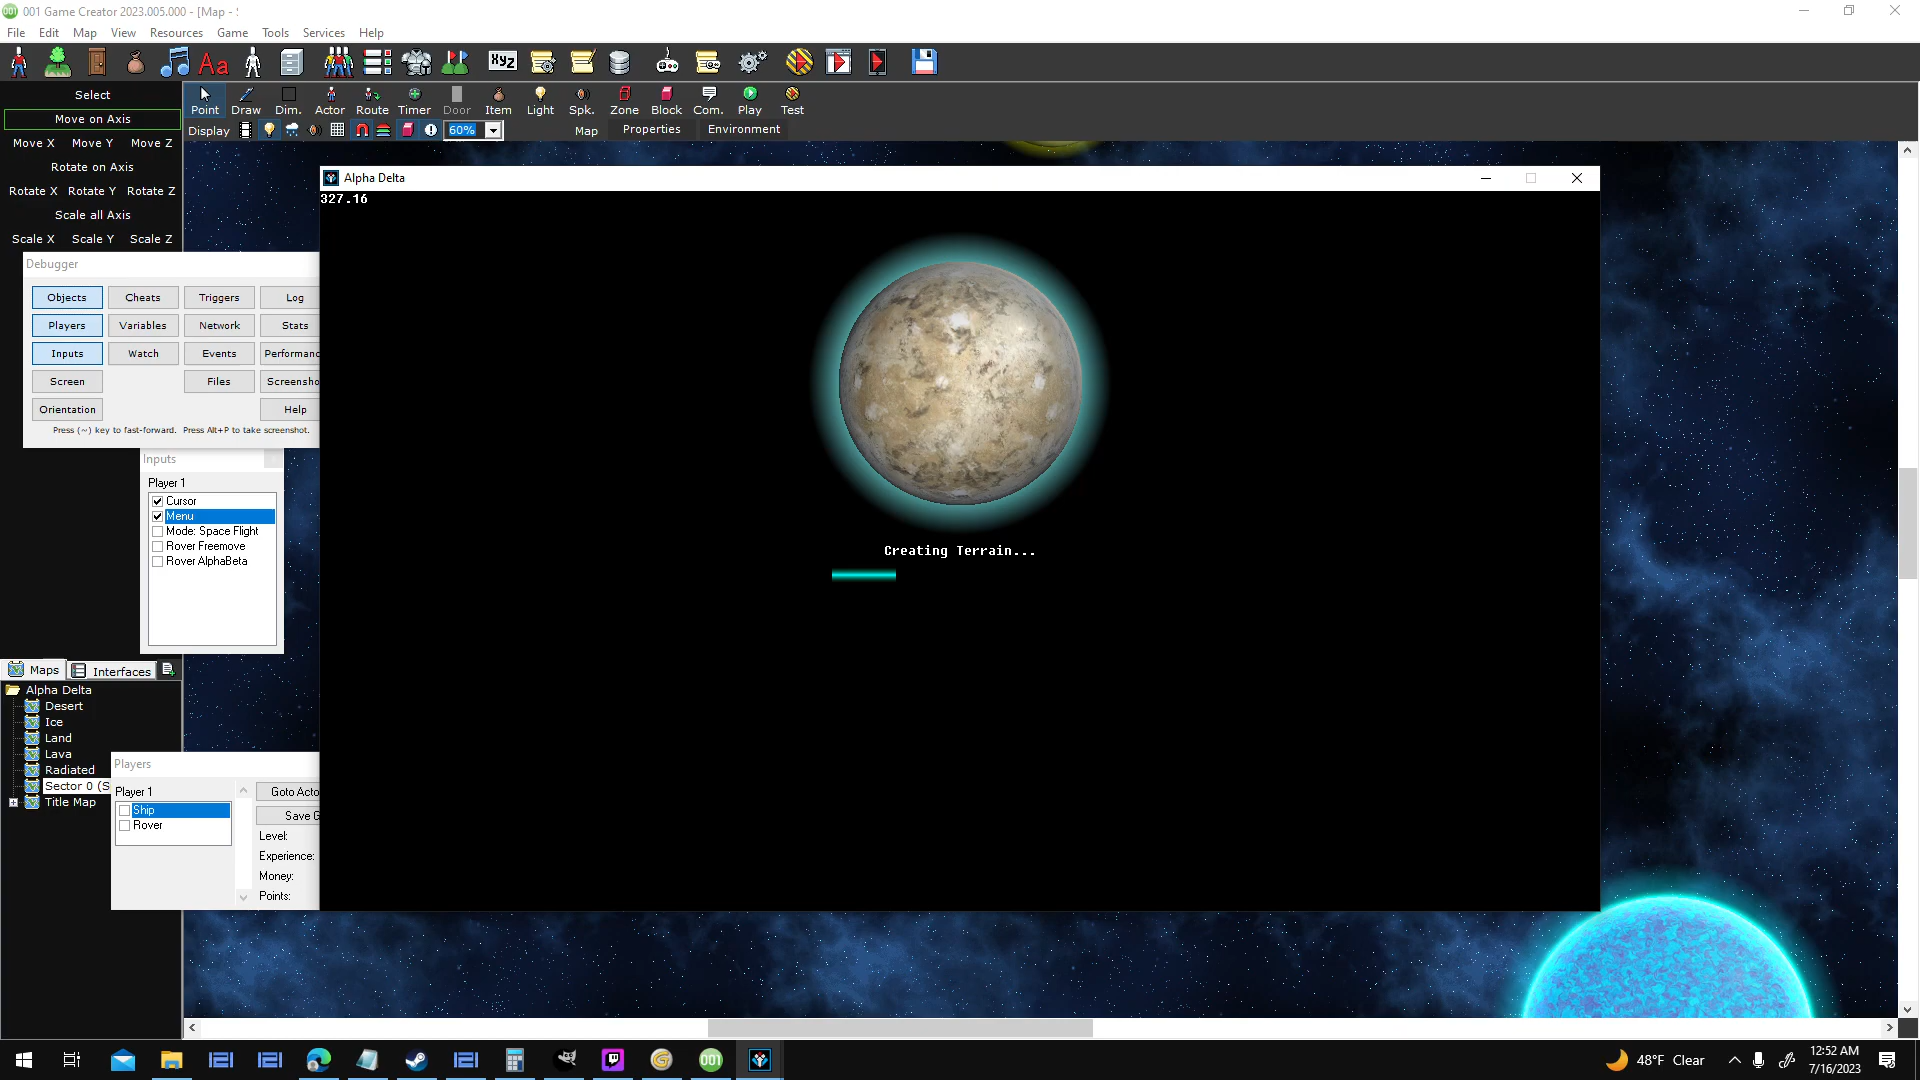 001 Game Creator 2023.005.000 - [Map - :
File Edit Map View Resources Game Tools Services Help
Aa
XyZ
Select
Move on Axis
Move X Move Y Move Z
Rotate on Axis
Rotate X Rotate Y Rotate Z
Scale all Axis
Scale X Scale Y Scale Z
Point Draw Dim. Actor Route Timer Door Item Light Spk. Zone Block Com. Play Test
Display 60% Map Properties Environment
Alpha Delta
327.16
Creating Terrain...
Debugger
Objects Cheats Triggers Log
Players Variables Network Stats
Inputs Watch Events Performanc
Screen Files Screensho
Orientation Help
Press (~) key to fast-forward. Press Alt+P to take screenshot.
Inputs
Player 1
Cursor
Menu
Mode: Space Flight
Rover Freemove
Rover AlphaBeta
Maps Interfaces
Alpha Delta
Desert
Ice
Land
Lava
Radiated
Sector 0 (S
Title Map
Players
Player 1
Ship
Rover
Goto Acto
Save G
Level:
Experience:
Money:
Points:
001
48°F Clear
12:52 AM
7/16/2023